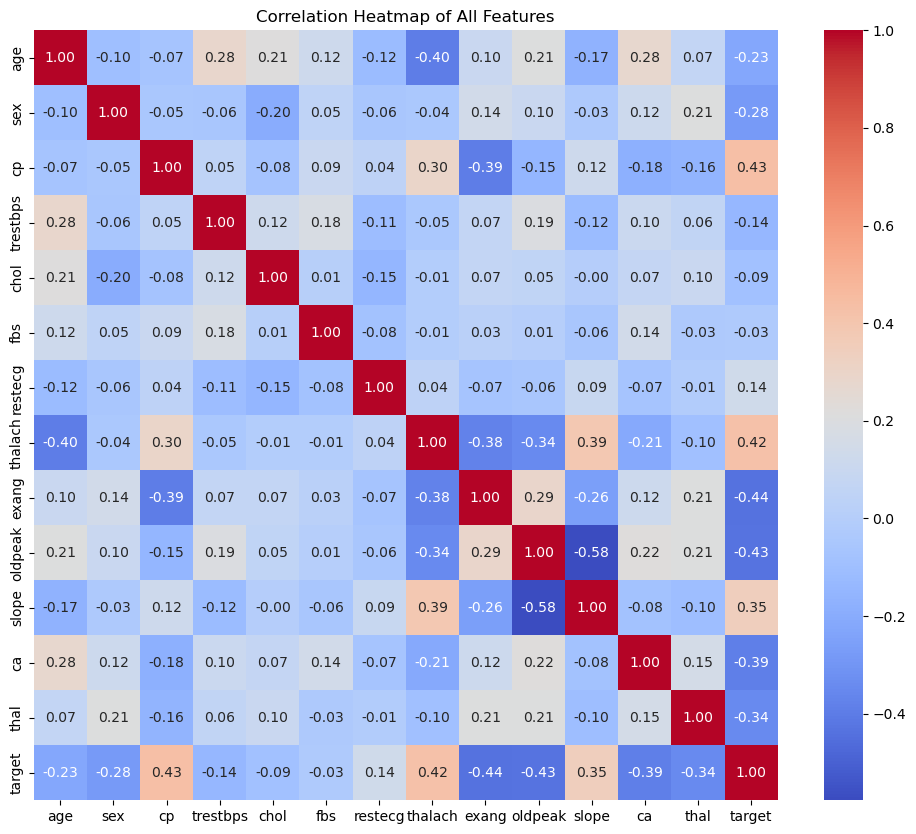 Correlation Heatmap of All Features
age 1.00 -0.10 -0.07 0.28 0.21 0.12 -0.12 -0.40 0.10 0.21 -0.17 0.28 0.07 -0.23
sex -0.10 1.00 -0.05 -0.06 -0.20 0.05 -0.06 -0.04 0.14 0.10 -0.03 0.12 0.21 -0.28
cp -0.07 -0.05 1.00 0.05 -0.08 0.09 0.04 0.30 -0.39 -0.15 0.12 -0.18 -0.16 0.43
trestbps 0.28 -0.06 0.05 1.00 0.12 0.18 -0.11 -0.05 0.07 0.19 -0.12 0.10 0.06 -0.14
chol 0.21 -0.20 -0.08 0.12 1.00 0.01 -0.15 -0.01 0.07 0.05 -0.00 0.07 0.10 -0.09
fbs 0.12 0.05 0.09 0.18 0.01 1.00 -0.08 -0.01 0.03 0.01 -0.06 0.14 -0.03 -0.03
restecg -0.12 -0.06 0.04 -0.11 -0.15 -0.08 1.00 0.04 -0.07 -0.06 0.09 -0.07 -0.01 0.14
thalach -0.40 -0.04 0.30 -0.05 -0.01 -0.01 0.04 1.00 -0.38 -0.34 0.39 -0.21 -0.10 0.42
exang 0.10 0.14 -0.39 0.07 0.07 0.03 -0.07 -0.38 1.00 0.29 -0.26 0.12 0.21 -0.44
oldpeak 0.21 0.10 -0.15 0.19 0.05 0.01 -0.06 -0.34 0.29 1.00 -0.58 0.22 0.21 -0.43
slope -0.17 -0.03 0.12 -0.12 -0.00 -0.06 0.09 0.39 -0.26 -0.58 1.00 -0.08 -0.10 0.35
ca 0.28 0.12 -0.18 0.10 0.07 0.14 -0.07 -0.21 0.12 0.22 -0.08 1.00 0.15 -0.39
thal 0.07 0.21 -0.16 0.06 0.10 -0.03 -0.01 -0.10 0.21 0.21 -0.10 0.15 1.00 -0.34
target -0.23 -0.28 0.43 -0.14 -0.09 -0.03 0.14 0.42 -0.44 -0.43 0.35 -0.39 -0.34 1.00
age sex cp trestbps chol fbs restecg thalach exang oldpeak slope ca thal target
1.0
0.8
0.6
0.4
0.2
0.0
−0.2
−0.4